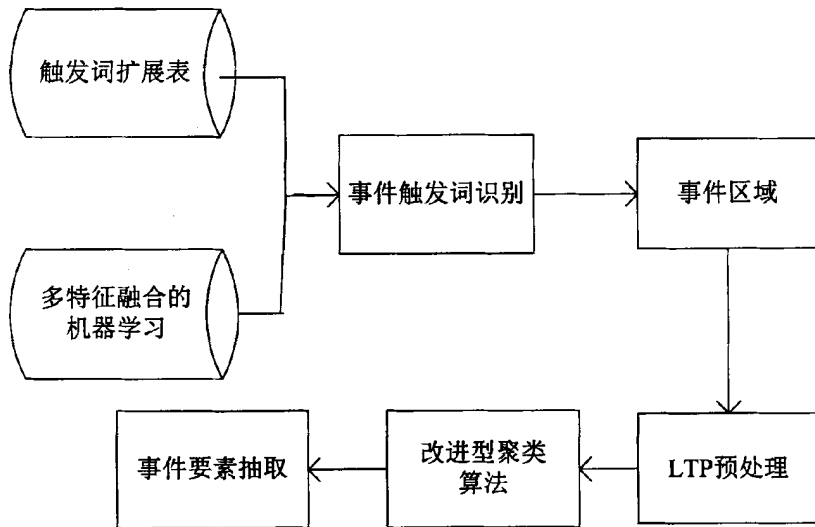 触发词扩展表
事件触发词识别
事件区域
多特征融合的
机器学习
事件要素抽取
改进型聚类
算法
LTP预处理